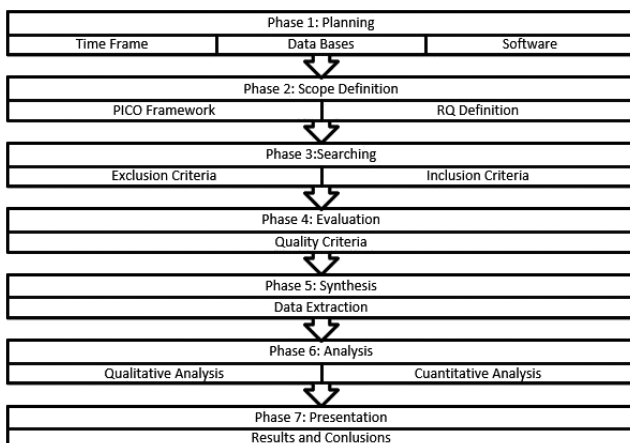 Phase 1: Planning
Time Frame Data Bases Software
Phase 2: Scope Definition
PICO Framework RQ Definition
Phase 3:Searching
Exclusion Criteria Inclusion Criteria
Phase 4: Evaluation
Quality Criteria
Phase 5: Synthesis
Data Extraction
Phase 6: Analysis
Qualitative Analysis Cuantitative Analysis
Phase 7: Presentation
Results and Conlusions